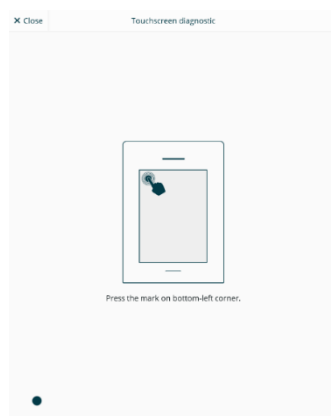 ✕ Close
Touchscreen diagnostic
Press the mark on bottom-left corner.